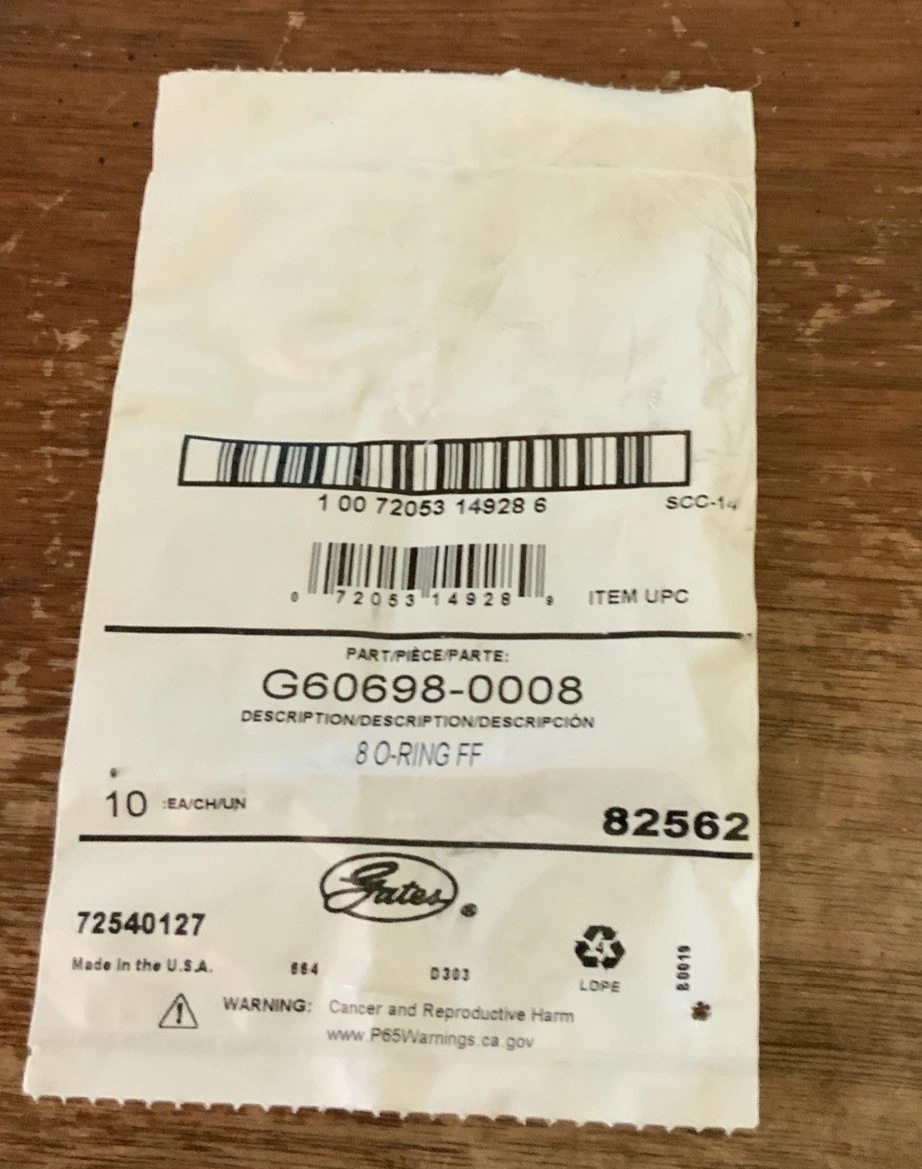 1 00 72053 14928 6
SCC-14
0 72053 14928 9
ITEM UPC
PART/PIÈCE/PARTE:
G60698-0008
DESCRIPTION/DESCRIPTION/DESCRIPCIÓN
8 O-RING FF
10 :EA/CH/UN
82562
Gates®
72540127
4
LDPE
Made in the U.S.A.
664
D303
B0019
WARNING: Cancer and Reproductive Harm
www.P65Warnings.ca.gov